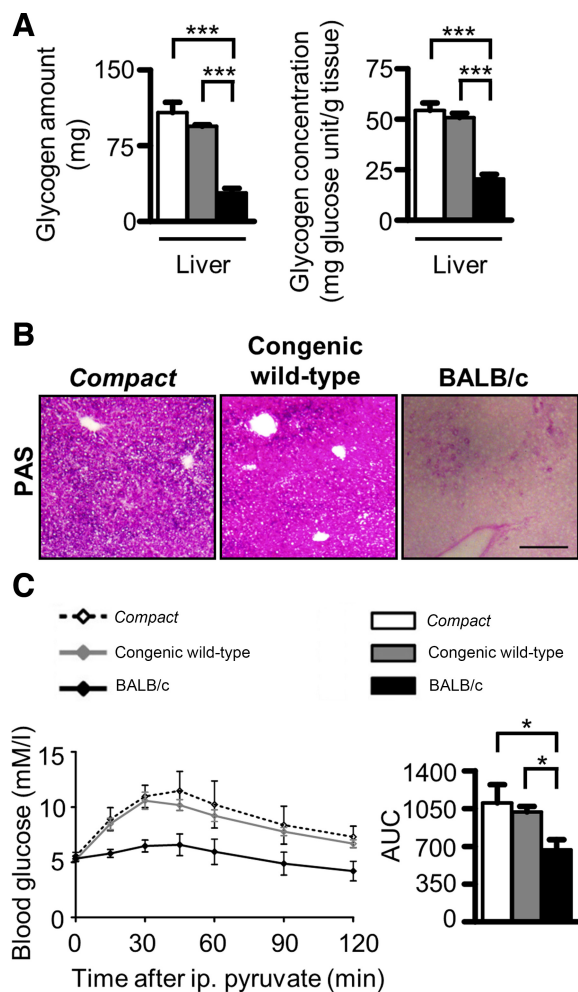 A
Glycogen amount
(mg)
150
75
0
***
***
Liver
Glycogen concentration
(mg glucose unit/g tissue)
75
50
25
0
***
***
Liver
B
Compact
Congenic
wild-type
BALB/c
PAS
C
Compact
Congenic wild-type
BALB/c
Compact
Congenic wild-type
BALB/c
Blood glucose (mM/l)
15
10
5
0
0 30 60 90 120
Time after ip. pyruvate (min)
AUC
1400
1050
700
350
0
*
*